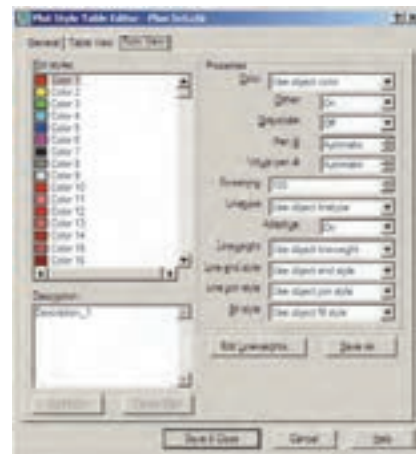 Plot Style Table Editor -
General Table View Form View
Plot styles:
Color 1
Color 2
Color 3
Color 4
Color 5
Color 6
Color 7
Color 8
Color 9
Color 10
Color 11
Color 12
Color 13
Color 14
Color 15
Color 16
Description:
Description_1
Properties
Color: Use object color
Dither: On
Grayscale: Off
Pen #: Automatic
Virtual pen #: Automatic
Screening: 100
Linetype: Use object linetype
Adaptive: On
Lineweight: Use object lineweight
Line end style: Use object end style
Line join style: Use object join style
Fill style: Use object fill style
Edit Lineweights... Save As...
Save & Close Cancel Help